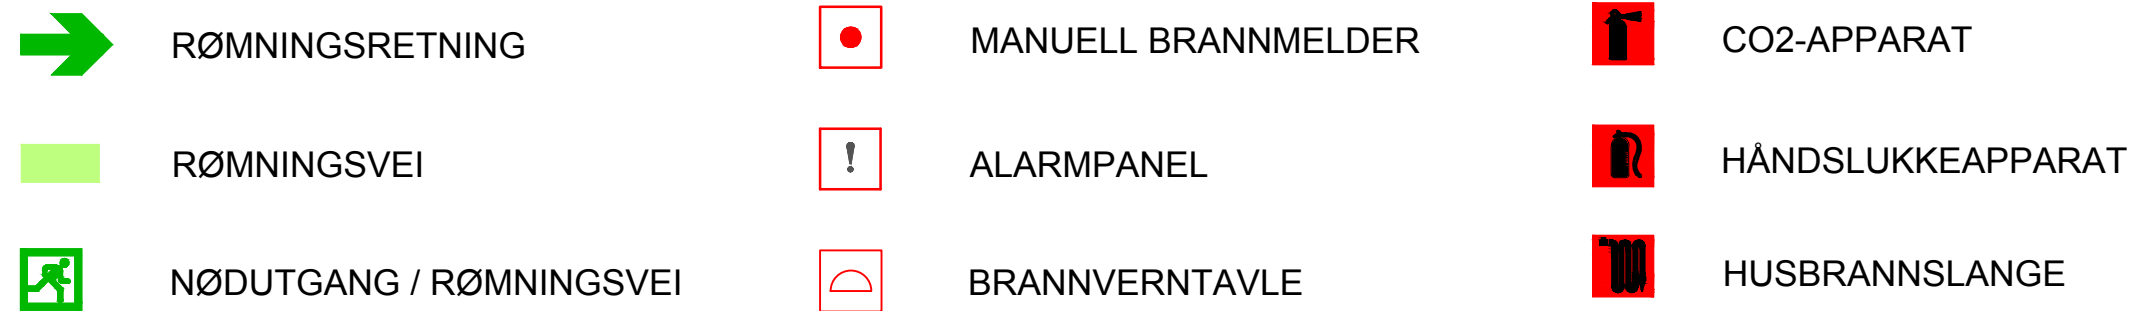 RØMNINGSRETNING
RØMNINGSVEI
NØDUTGANG / RØMNINGSVEI
MANUELL BRANNMELDER
!
ALARMPANEL
BRANNVERNTAVLE
CO2-APPARAT
HÅNDSLUKKEAPPARAT
HUSBRANNSLANGE